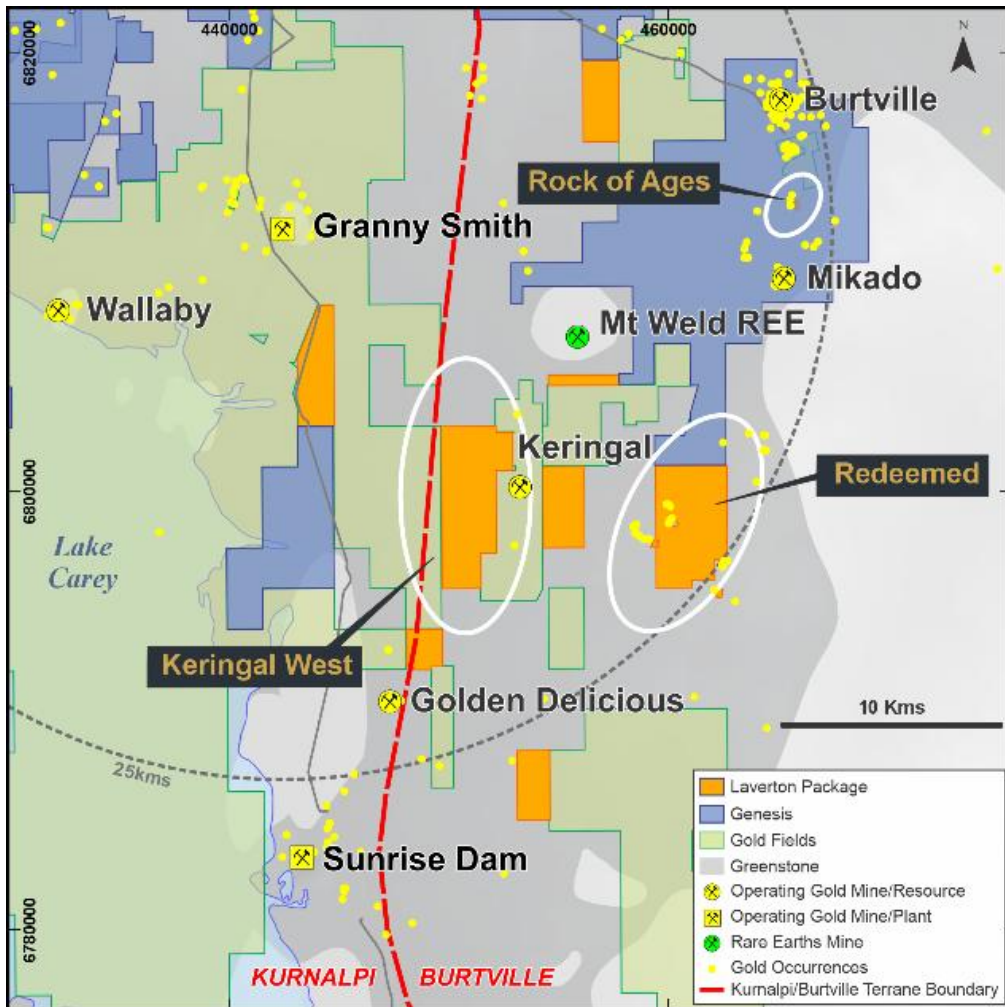 440000
460000
6820000
N
Burtville
Rock of Ages
Granny Smith
Mikado
Wallaby
Mt Weld REE
Keringal
Redeemed
6800000
Lake
Carey
Keringal West
Golden Delicious
10 Kms
25kms
Laverton Package
Genesis
Gold Fields
Greenstone
Operating Gold Mine/Resource
Operating Gold Mine/Plant
Rare Earths Mine
Gold Occurrences
Kurnalpi/Burtville Terrane Boundary
Sunrise Dam
6780000
KURNALPI BURTVILLE